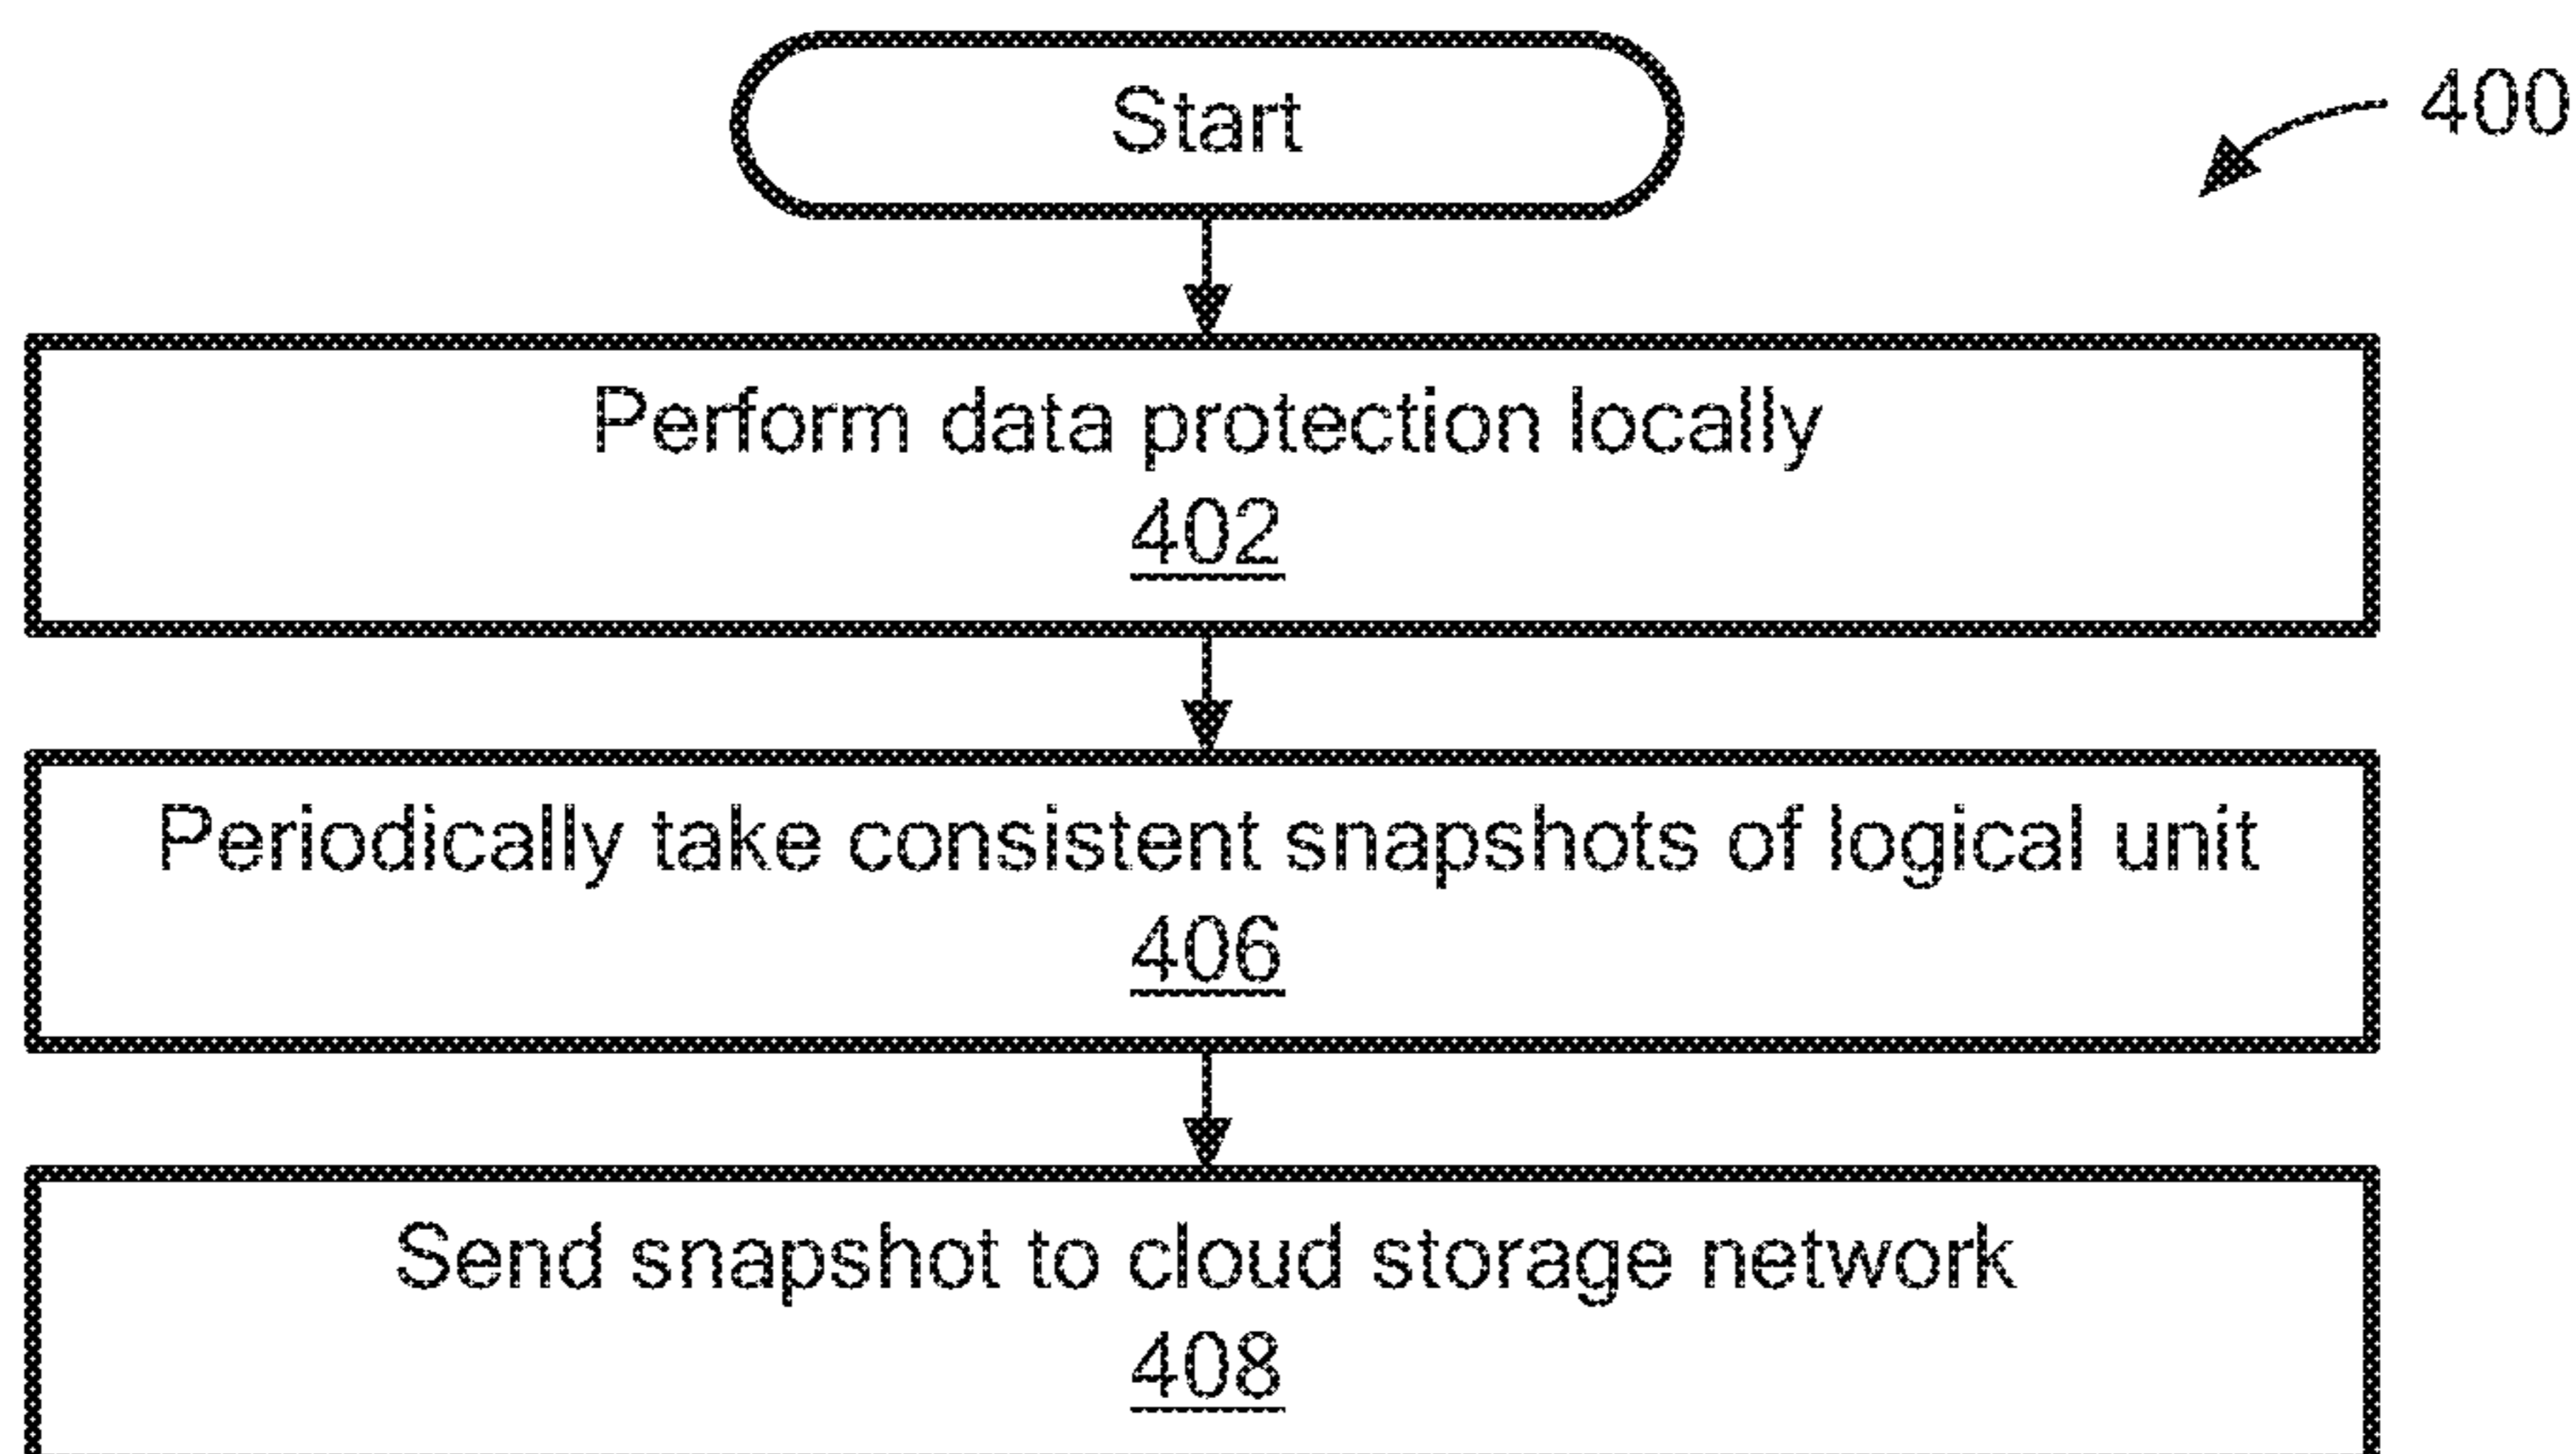 Start
400
Perform data protection locally
402
Periodically take consistent snapshots of logical unit
406
Send snapshot to cloud storage network
408